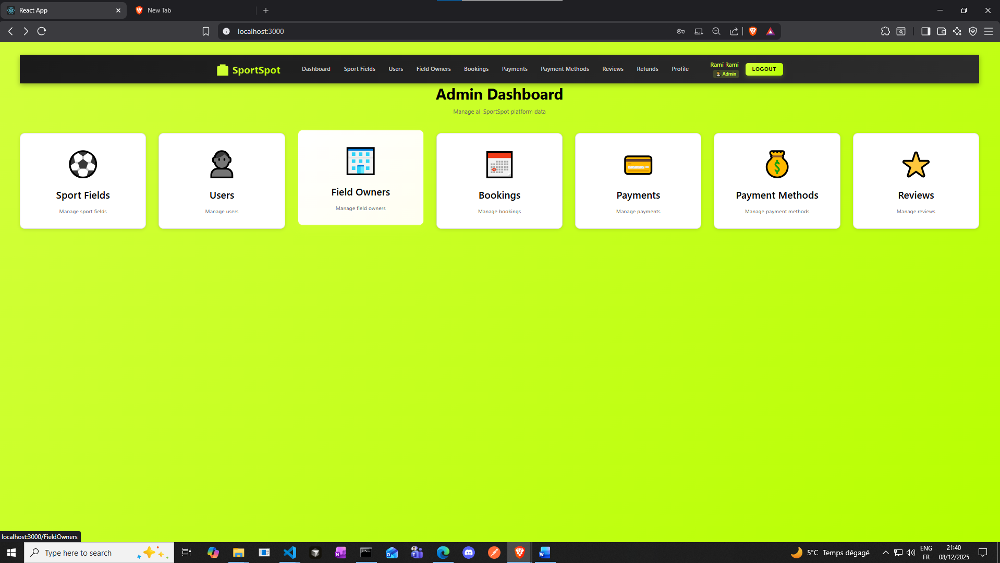 React App
New Tab
localhost:3000
SportSpot
Dashboard
Sport Fields
Users
Field Owners
Bookings
Payments
Payment Methods
Reviews
Refunds
Profile
Rami Rami
Admin
LOGOUT
Admin Dashboard
Manage all SportSpot platform data
Sport Fields
Manage sport fields
Users
Manage users
Field Owners
Manage field owners
Bookings
Manage bookings
Payments
Manage payments
Payment Methods
Manage payment methods
Reviews
Manage reviews
localhost:3000/FieldOwners
Type here to search
5°C Temps dégagé
ENG
FR
21:40
08/12/2025